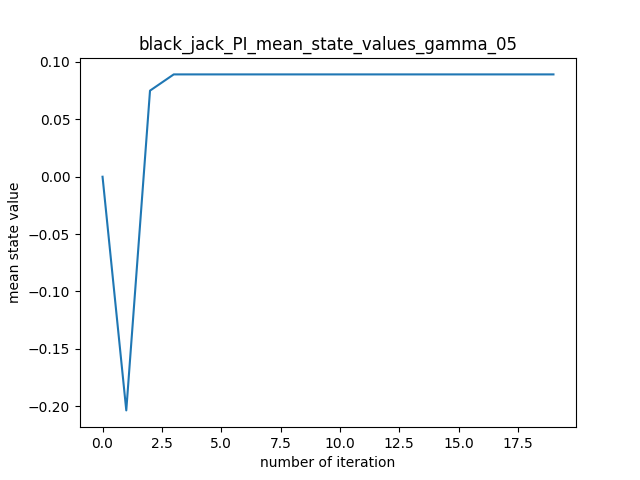 black_jack_PI_mean_state_values_gamma_05
0.10
0.05
0.00
−0.05
−0.10
−0.15
−0.20
mean state value
0.0 2.5 5.0 7.5 10.0 12.5 15.0 17.5
number of iteration